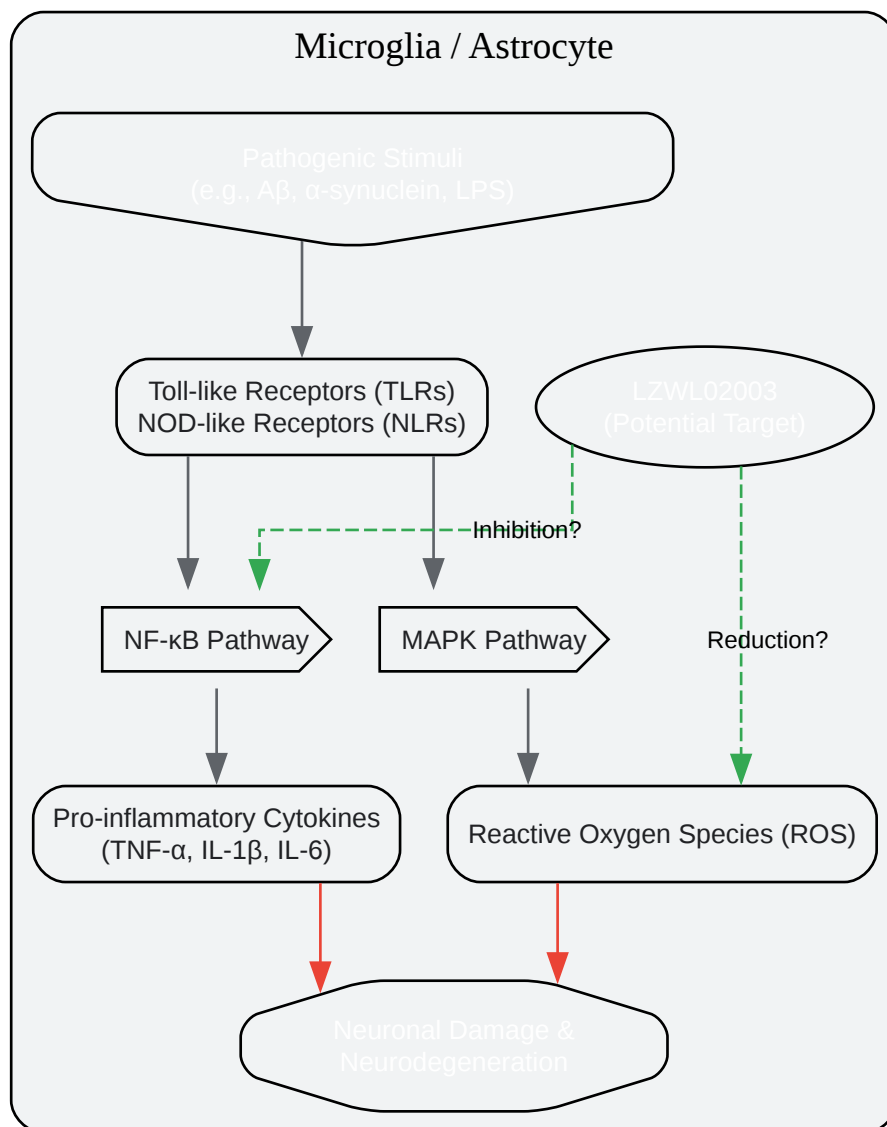 Microglia / Astrocyte
Pathogenic Stimuli
(e.g., Aβ, α-synuclein, LPS)
Toll-like Receptors (TLRs)
NOD-like Receptors (NLRs)
LZWL02003
(Potential Target)
Inhibition?
NF-κB Pathway
MAPK Pathway
Reduction?
Pro-inflammatory Cytokines
(TNF-α, IL-1β, IL-6)
Reactive Oxygen Species (ROS)
Neuronal Damage &
Neurodegeneration